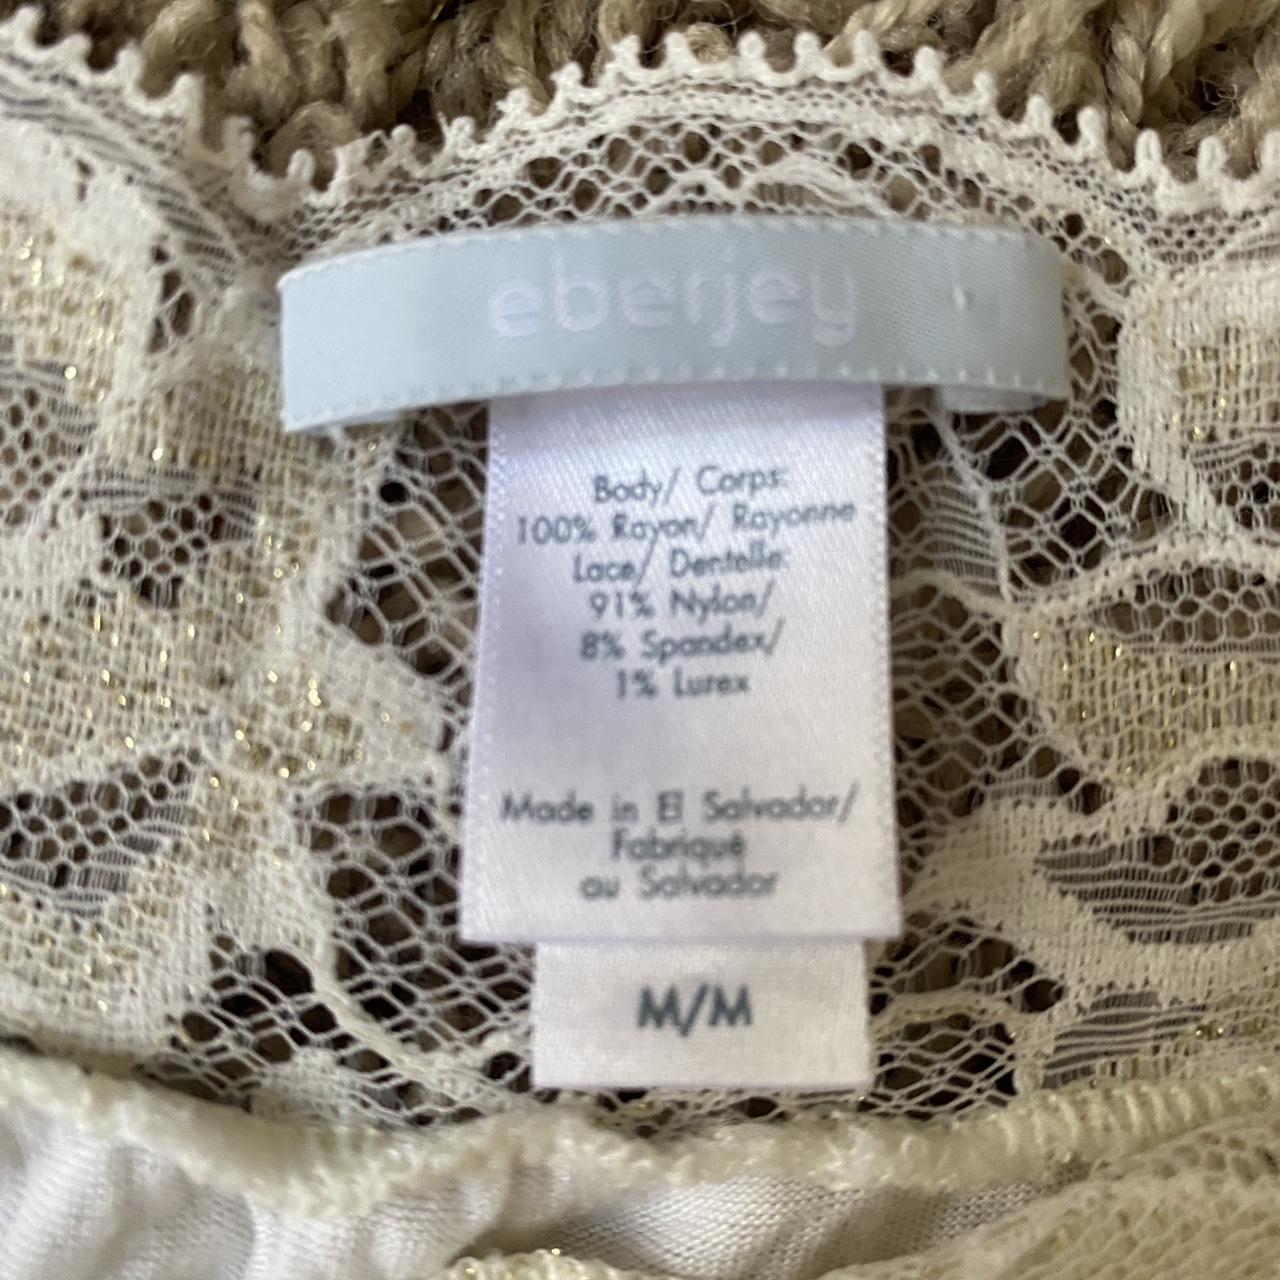 eberjey
Body/ Corps:
100% Rayon/ Rayonne
Lace/ Dentelle:
91% Nylon/
8% Spandex/
1% Lurex
Made in El Salvador/
Fabriqué
au Salvador
M/M